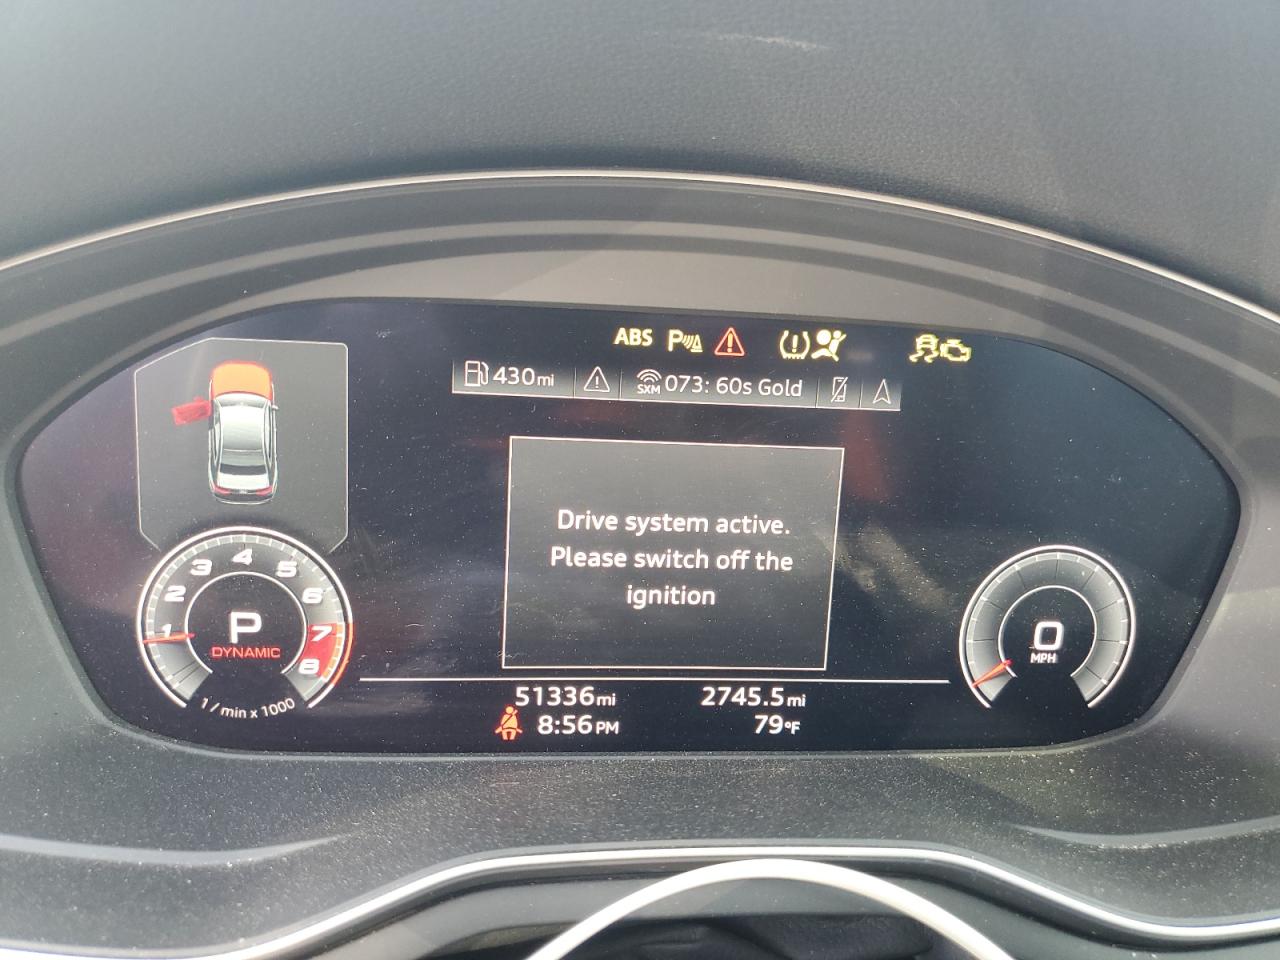 ABS P
430mi SXM 073: 60s Gold
Drive system active.
Please switch off the
ignition
1 2 3 4 5 6 7 8
P
DYNAMIC
1 / min x 1000
0
MPH
51336mi 2745.5mi
8:56PM 79°F